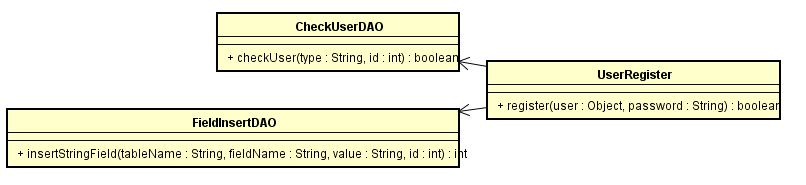 CheckUserDAO
+ checkUser(type : String, id : int) : boolean
UserRegister
+ register(user : Object, password : String) : boolean
FieldInsertDAO
+ insertStringField(tableName : String, fieldName : String, value : String, id : int) : int